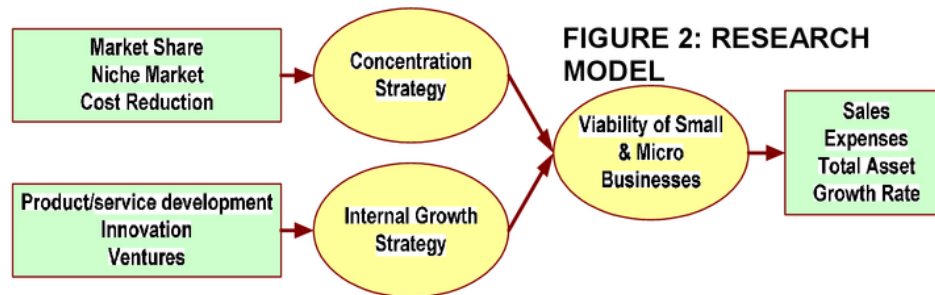 FIGURE 2: RESEARCH
MODEL
Market Share
Niche Market
Cost Reduction
Concentration
Strategy
Product/service development
Innovation
Ventures
Internal Growth
Strategy
Viability of Small
& Micro
Businesses
Sales
Expenses
Total Asset
Growth Rate